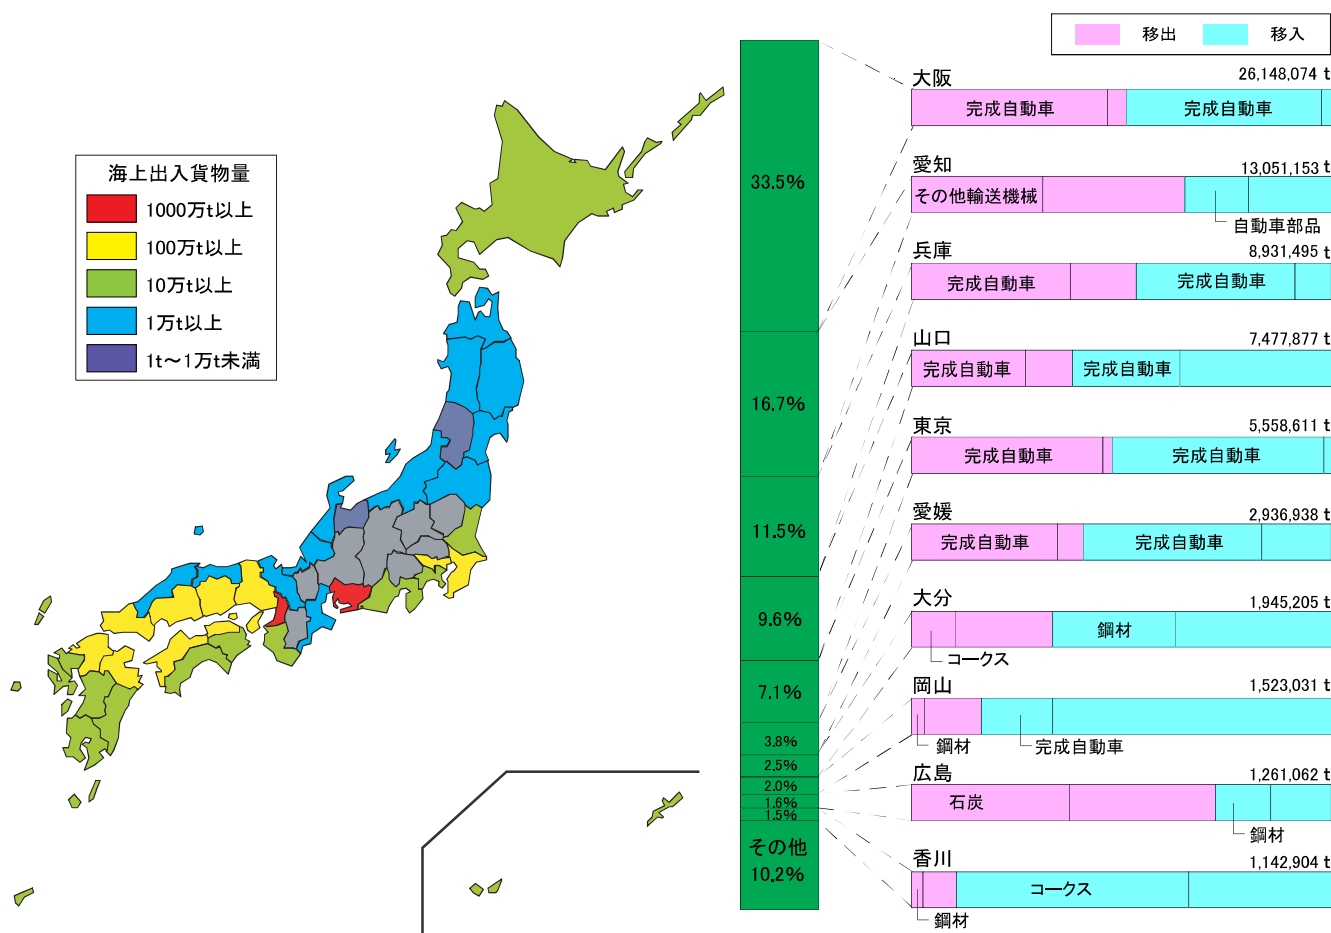 移出
移入
海上出入貨物量
1000万t以上
100万t以上
10万t以上
1万t以上
1t～1万t未満
33.5%
16.7%
11.5%
9.6%
7.1%
3.8%
2.5%
2.0%
1.6%
1.5%
その他
10.2%
大阪
26,148,074 t
完成自動車
完成自動車
愛知
13,051,153 t
その他輸送機械
自動車部品
兵庫
8,931,495 t
完成自動車
完成自動車
山口
7,477,877 t
完成自動車
完成自動車
東京
5,558,611 t
完成自動車
完成自動車
愛媛
2,936,938 t
完成自動車
完成自動車
大分
1,945,205 t
鋼材
コークス
岡山
1,523,031 t
鋼材
完成自動車
広島
1,261,062 t
石炭
鋼材
香川
1,142,904 t
コークス
鋼材